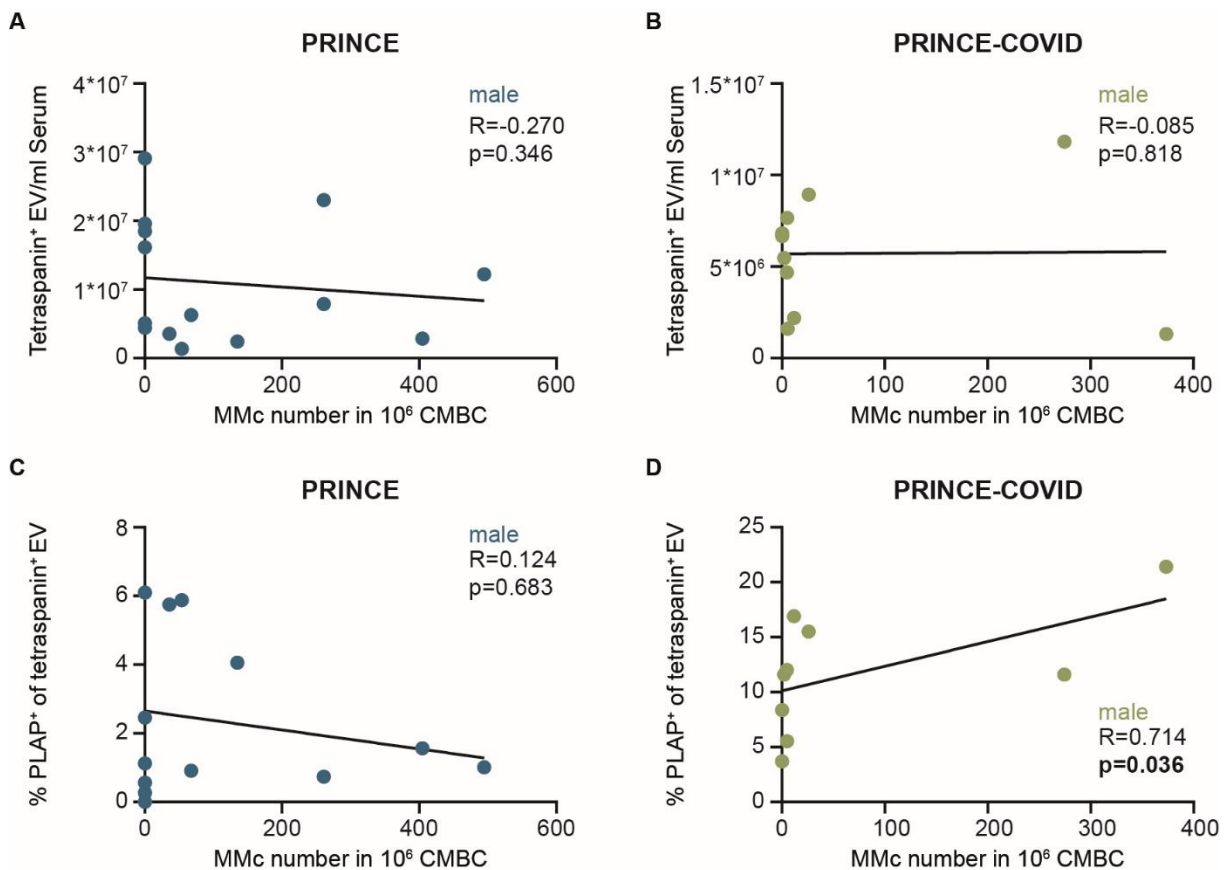 A
PRINCE
Tetraspanin⁺ EV/ml Serum
4*10⁷
3*10⁷
2*10⁷
1*10⁷
0
0 200 400 600
MMc number in 10⁶ CMBC
male
R=-0.270
p=0.346
B
PRINCE-COVID
Tetraspanin⁺ EV/ml Serum
1.5*10⁷
1*10⁷
5*10⁶
0
0 100 200 300 400
MMc number in 10⁶ CMBC
male
R=-0.085
p=0.818
C
PRINCE
% PLAP⁺ of tetraspanin⁺ EV
8
6
4
2
0
0 200 400 600
MMc number in 10⁶ CMBC
male
R=0.124
p=0.683
D
PRINCE-COVID
% PLAP⁺ of tetraspanin⁺ EV
25
20
15
10
5
0
0 100 200 300 400
MMc number in 10⁶ CMBC
male
R=0.714
p=0.036